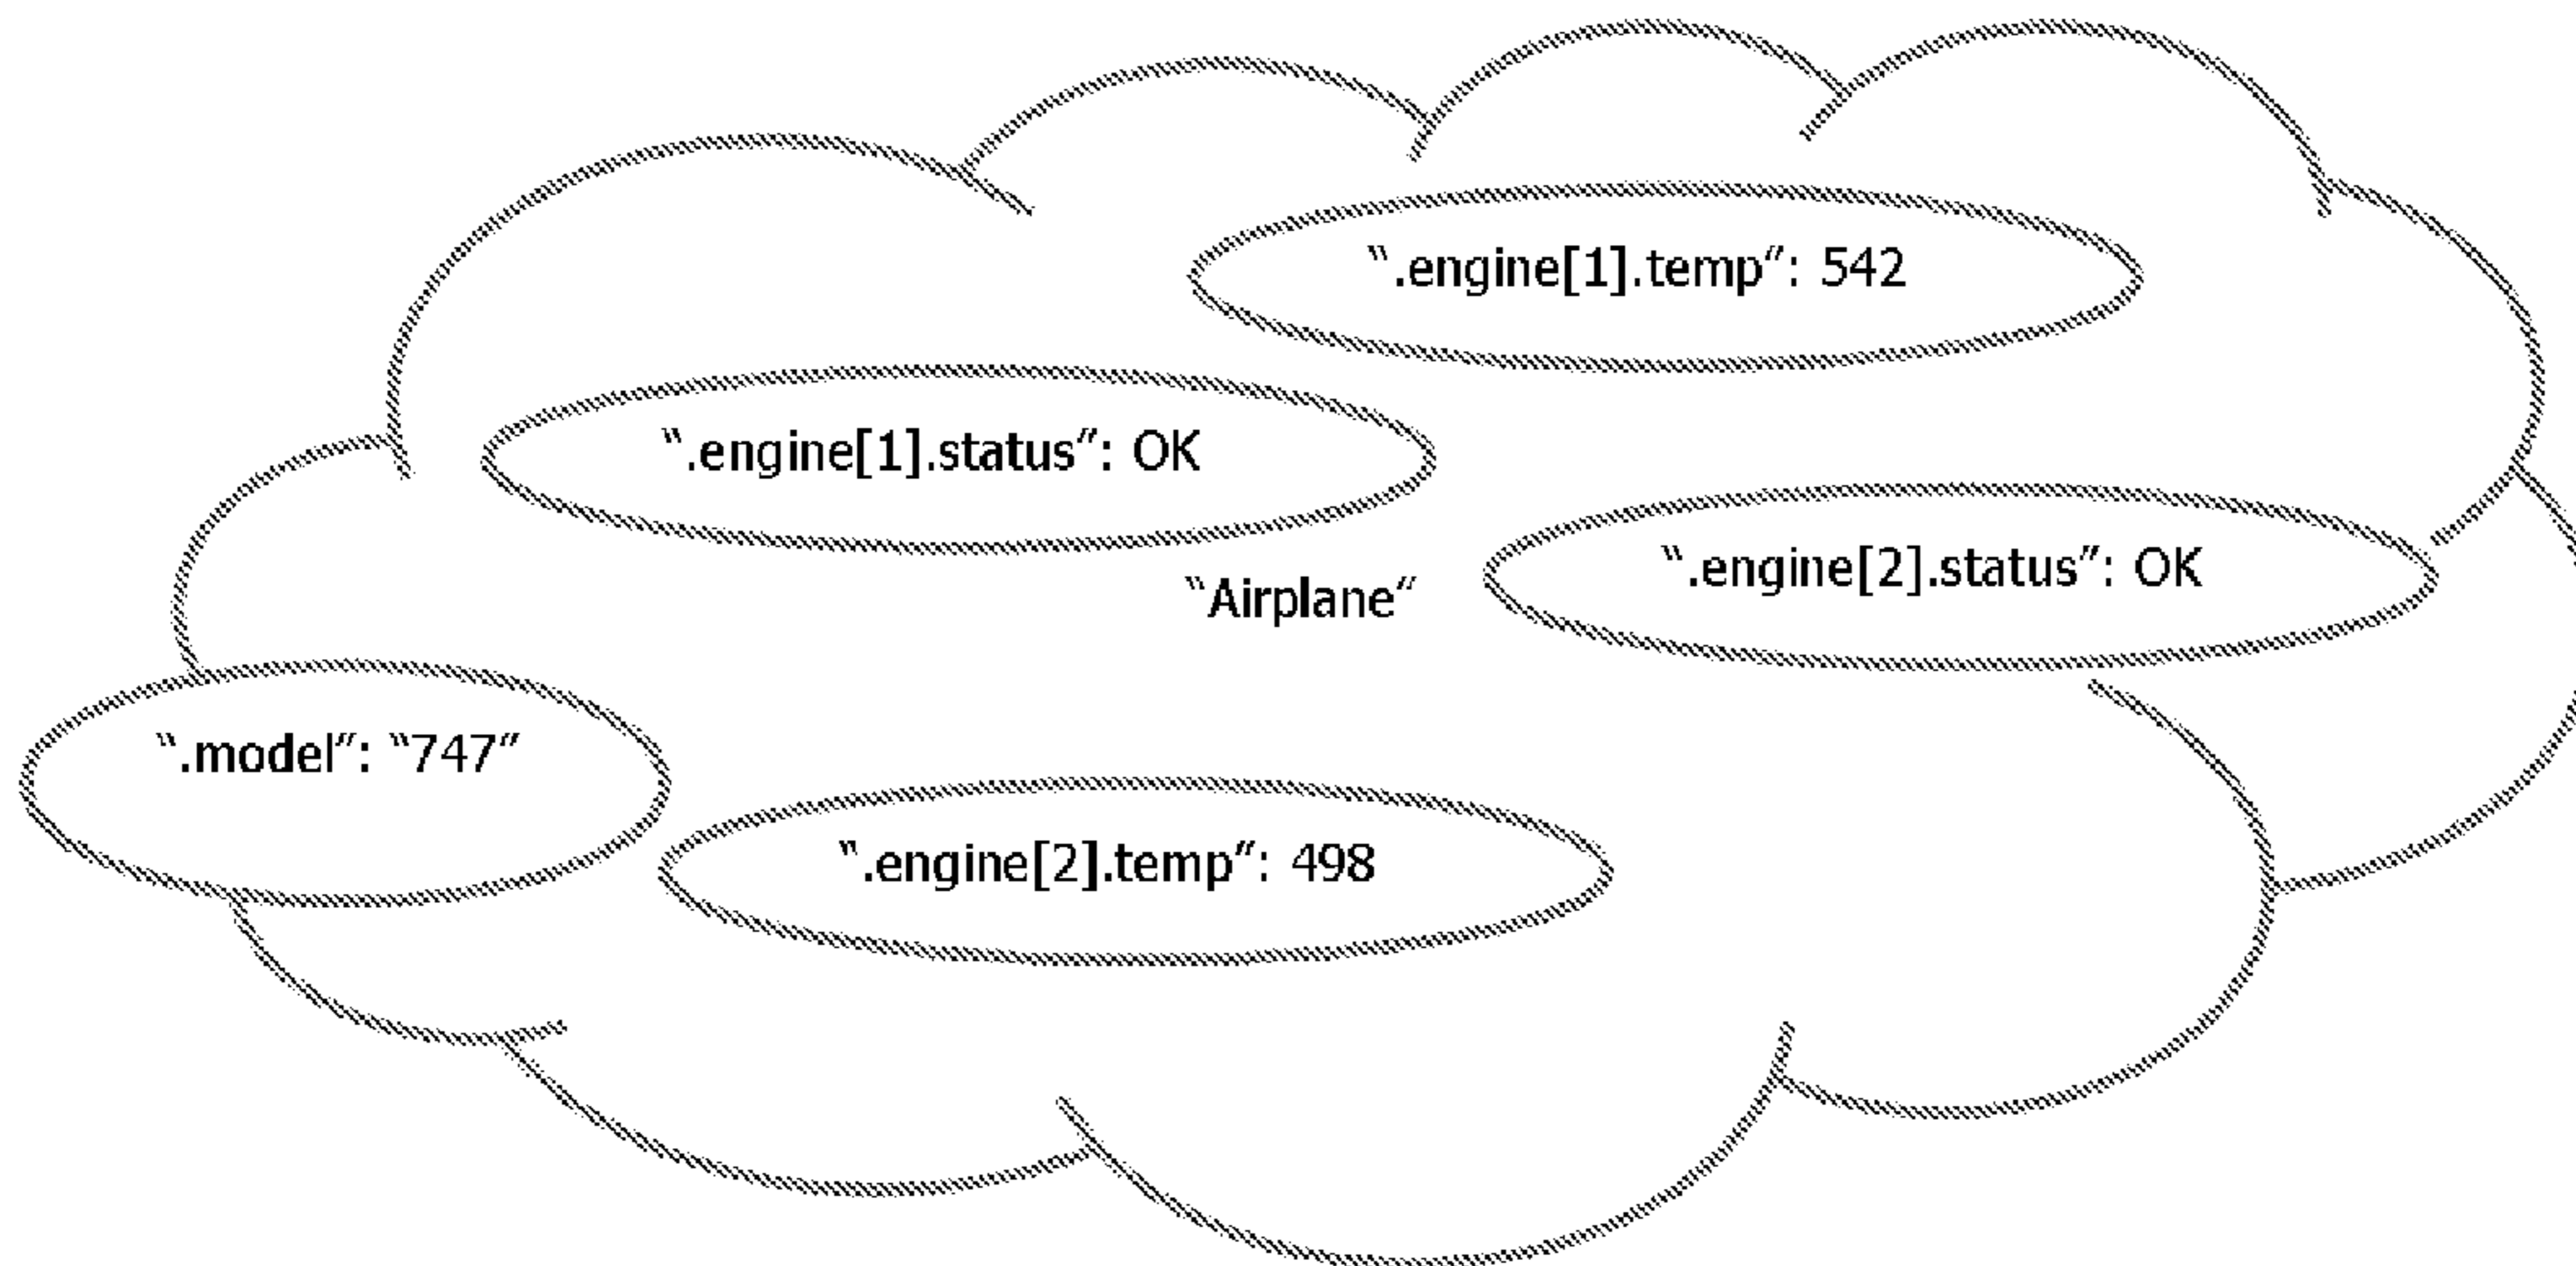 “.engine[1].temp”: 542
“.engine[1].status”: OK
“.engine[2].status”: OK
“Airplane”
“.model”: “747”
“.engine[2].temp”: 498